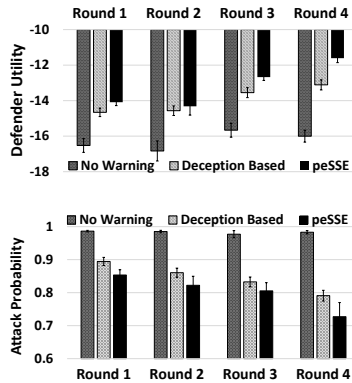 Round 1 Round 2 Round 3 Round 4
-10
-12
-14
-16
-18
Defender Utility
No Warning Deception Based peSSE
No Warning Deception Based peSSE
1
0.9
0.8
0.7
0.6
Attack Probability
Round 1 Round 2 Round 3 Round 4